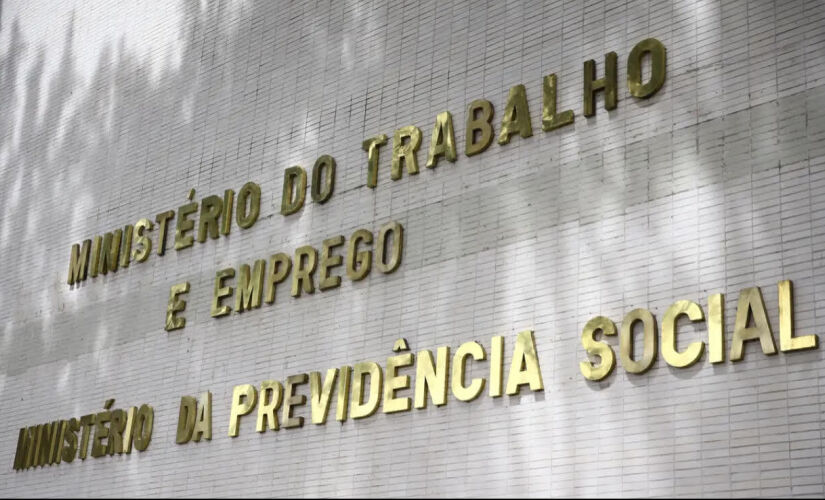 MINISTÉRIO DO TRABALHO
E EMPREGO
MINISTÉRIO DA PREVIDÊNCIA SOCIAL